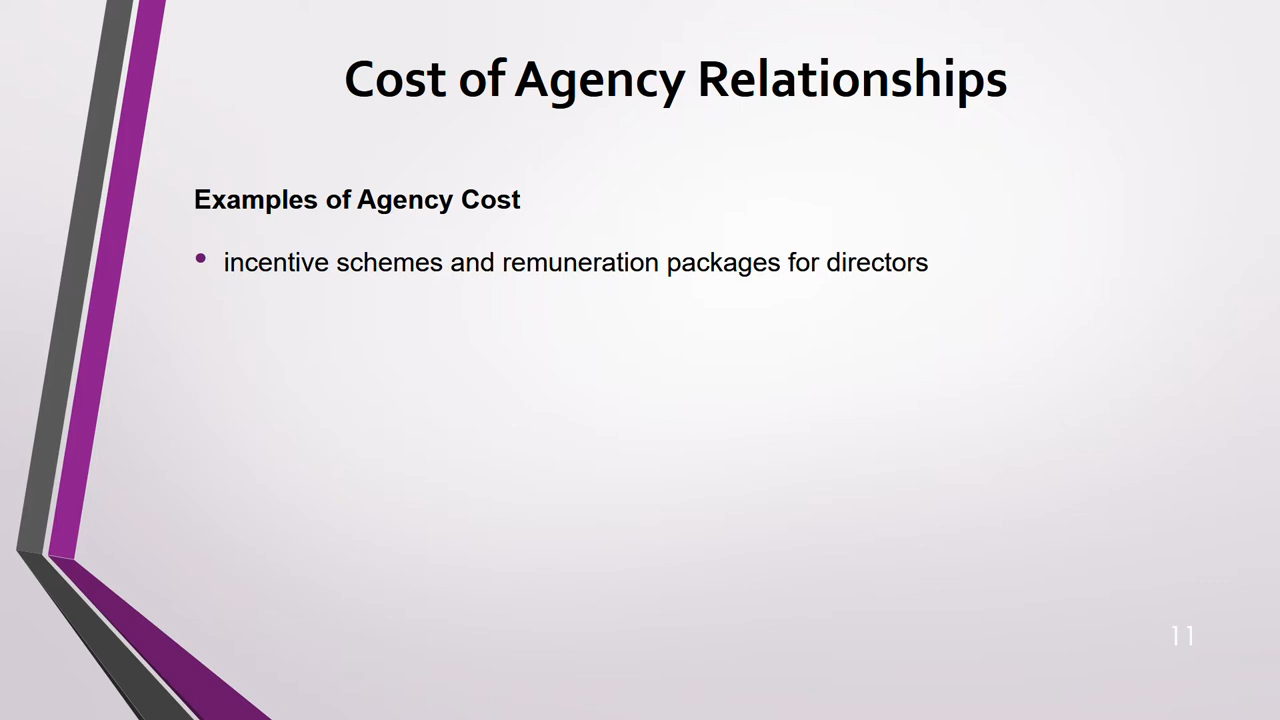 Cost of Agency Relationships
Examples of Agency Cost
• incentive schemes and remuneration packages for directors
11